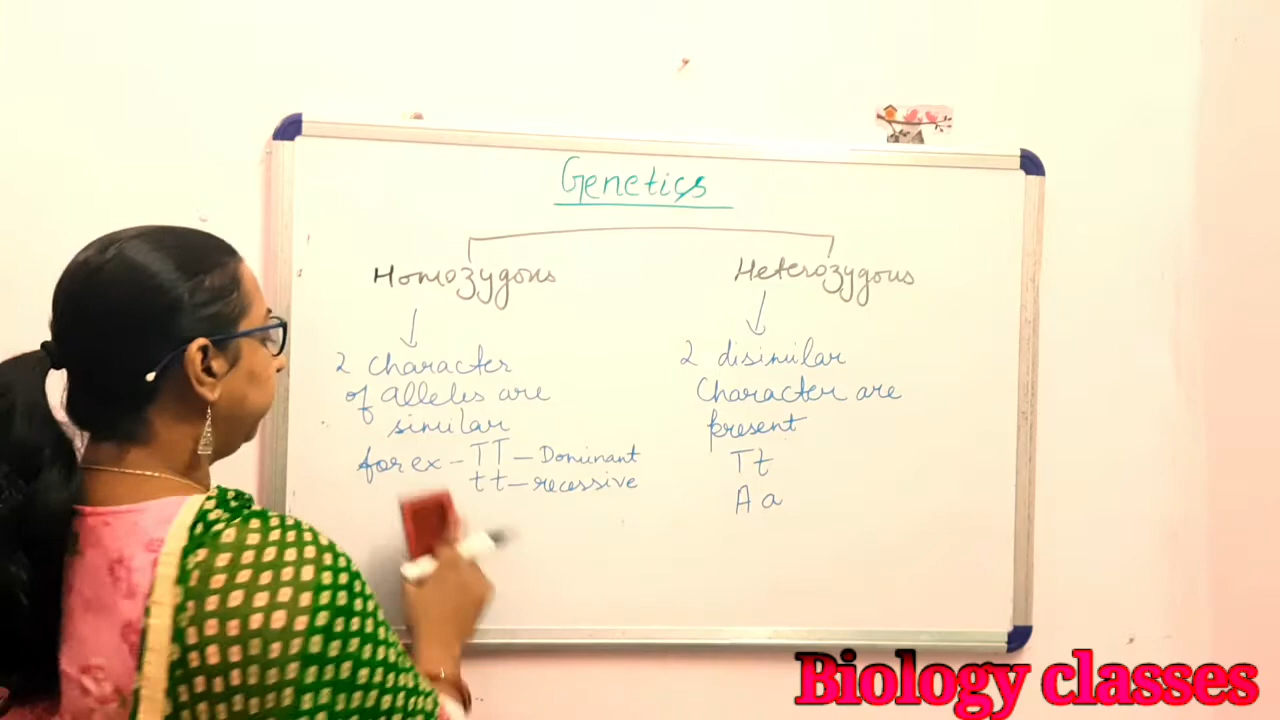 Genetics
Homozygous
2 character
of alleles are
similar
for ex - TT - Dominant
tt - recessive
Heterozygous
2 disimilar
Character are
present
Tt
Aa
Biology classes